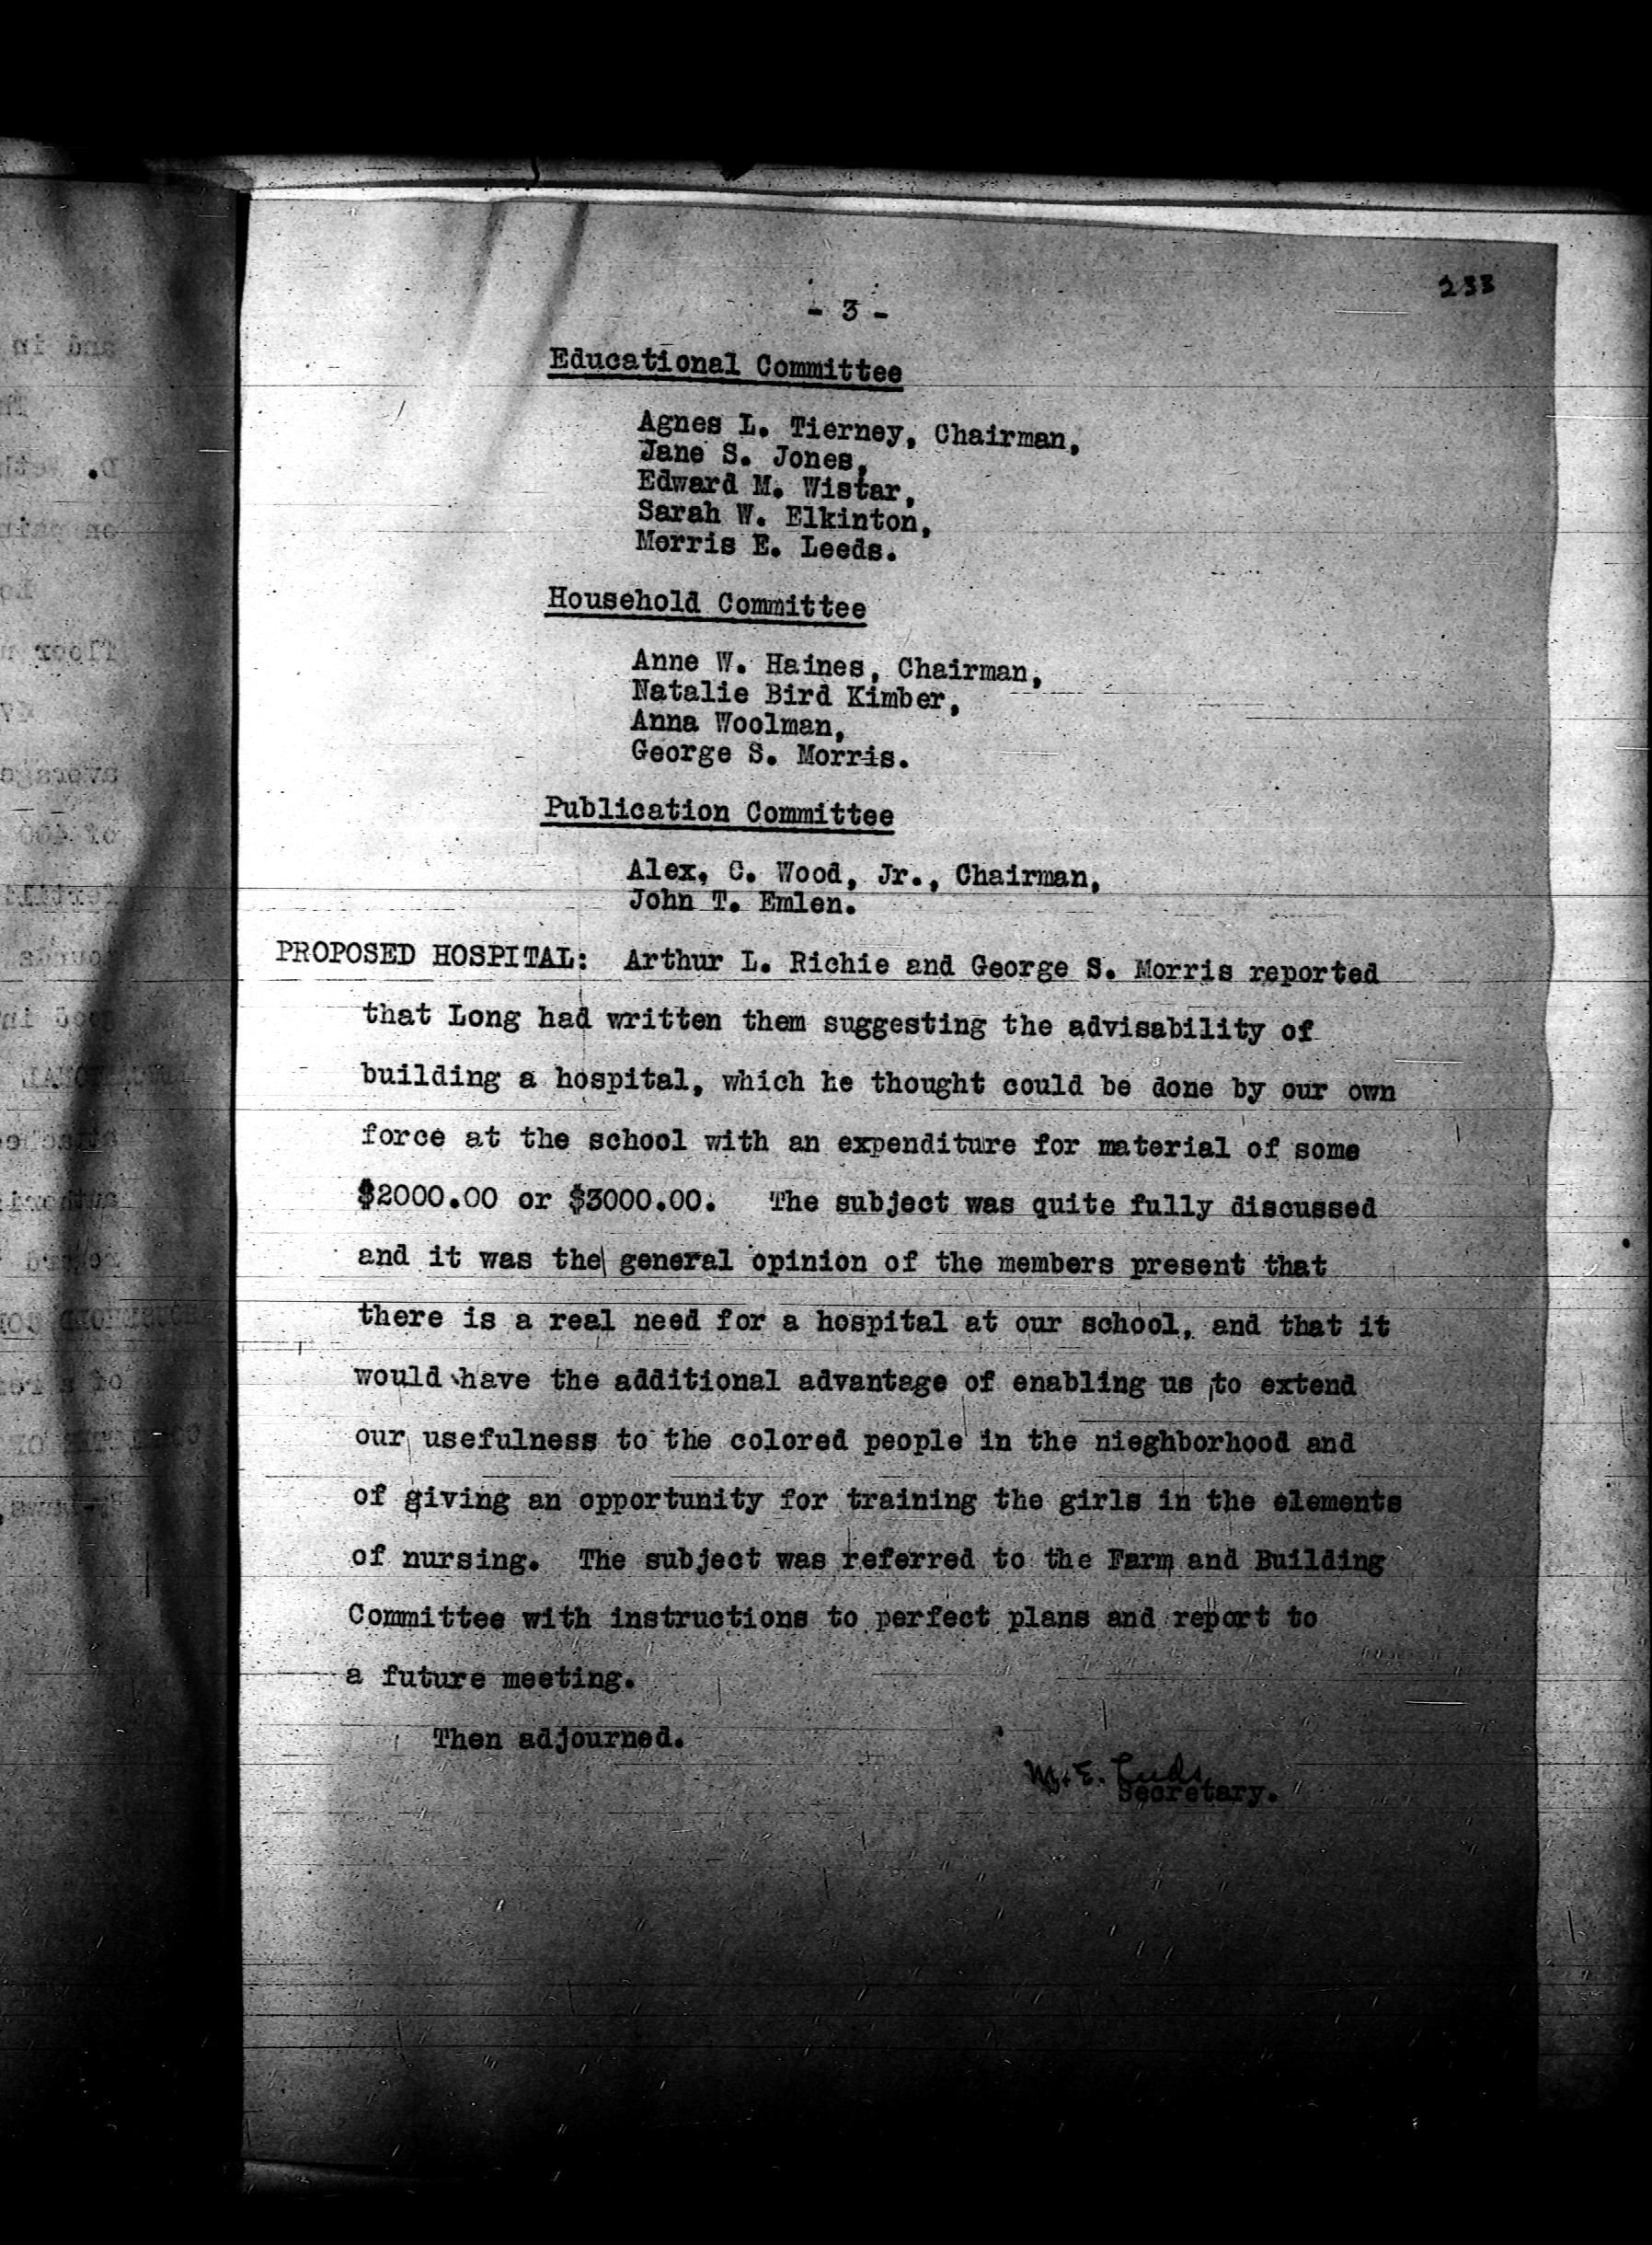 233
- 3 -
Educational Committee
Agnes L. Tierney, Chairman,
Jane S. Jones,
Edward M. Wistar,
Sarah W. Elkinton,
Morris E. Leeds.
Household Committee
Anne W. Haines, Chairman,
Natalie Bird Kimber,
Anna Woolman,
George S. Morris.
Publication Committee
Alex. C. Wood, Jr., Chairman,
John T. Emlen.
PROPOSED HOSPITAL: Arthur L. Richie and George S. Morris reported
that Long had written them suggesting the advisability of
building a hospital, which he thought could be done by our own
force at the school with an expenditure for material of some
$2000.00 or $3000.00. The subject was quite fully discussed
and it was the general opinion of the members present that
there is a real need for a hospital at our school, and that it
would have the additional advantage of enabling us to extend
our usefulness to the colored people in the nieghborhood and
of giving an opportunity for training the girls in the elements
of nursing. The subject was referred to the Farm and Building
Committee with instructions to perfect plans and report to
a future meeting.
Then adjourned.
M. E. Leeds
Secretary.